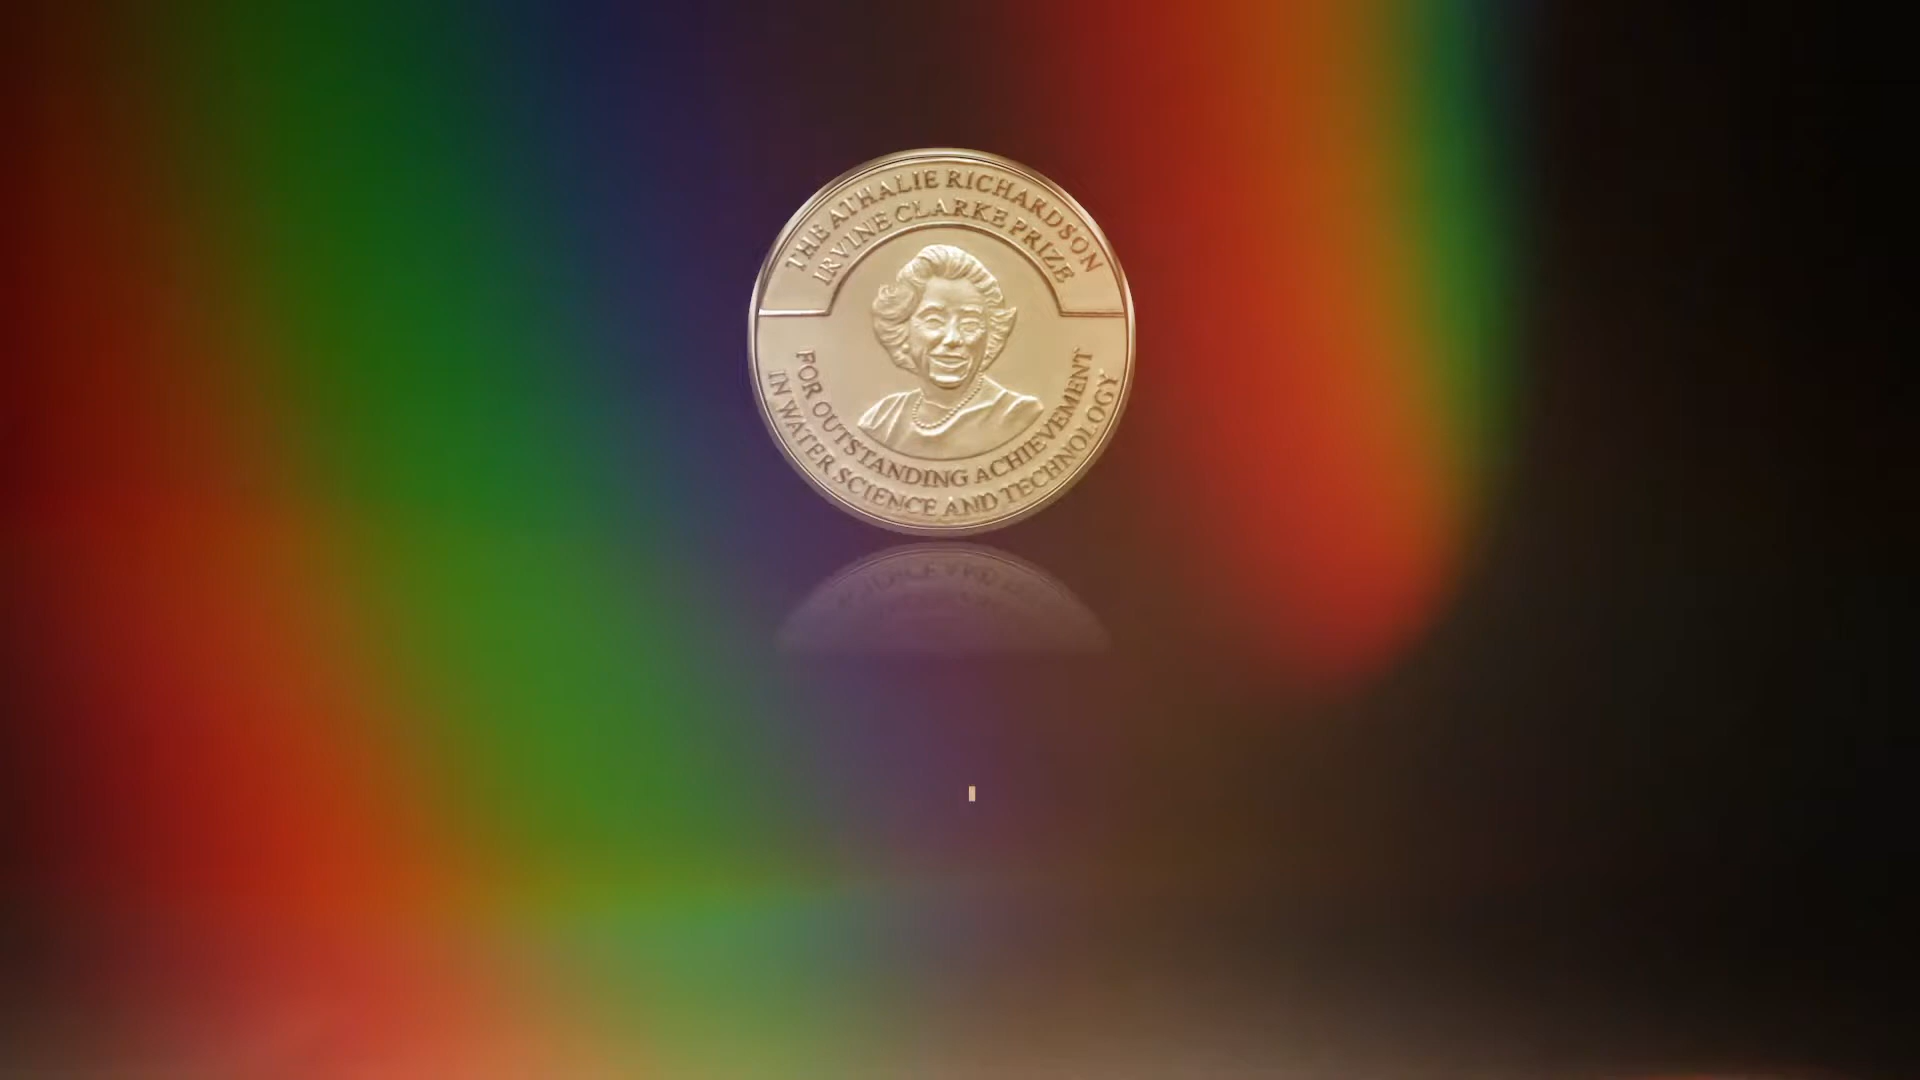 THE ATHALIE RICHARDSON
IRVINE CLARKE PRIZE
FOR OUTSTANDING ACHIEVEMENT
IN WATER SCIENCE AND TECHNOLOGY